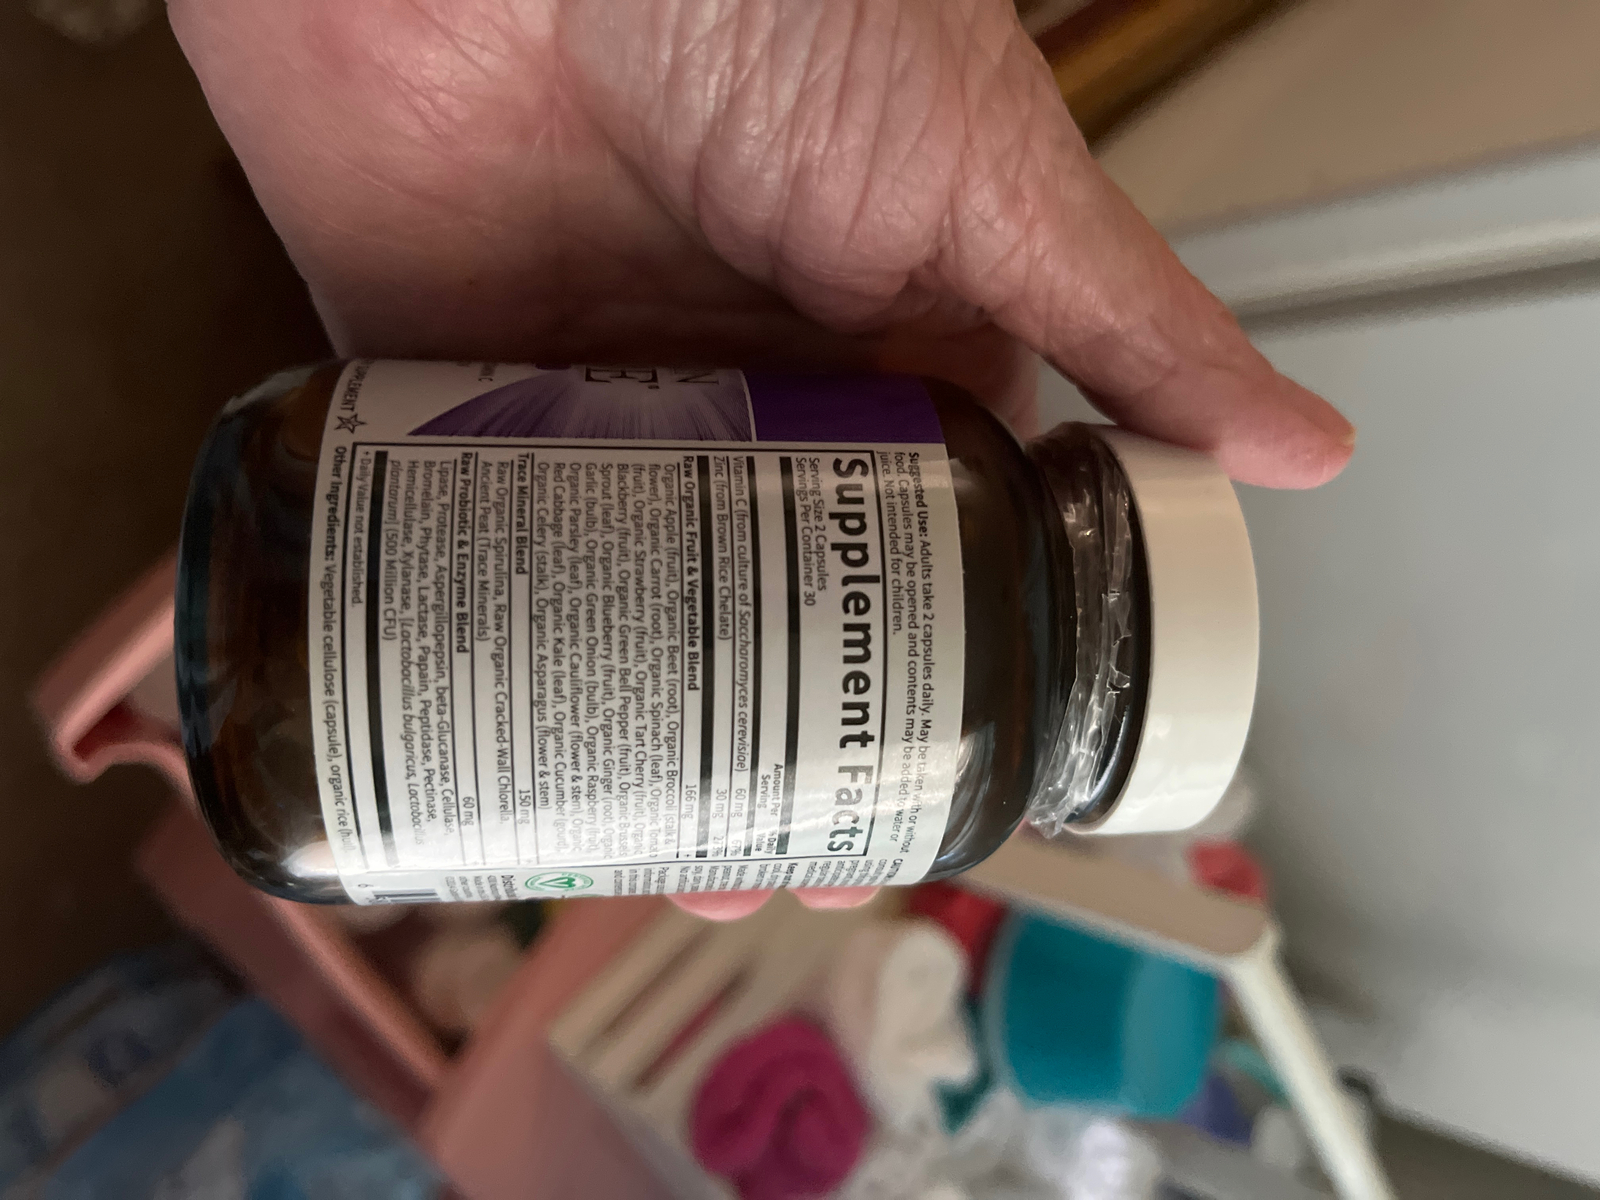 Suggested Use: Adults take 2 capsules daily. May be taken with or without
food. Capsules may be opened and contents may be added to water or
juice. Not intended for children.
Supplement Facts
Serving Size 2 Capsules
Servings Per Container 30
Amount Per
Serving
% Daily
Value
Vitamin C (from culture of Saccharomyces cerevisiae) 60 mg 67%
Zinc (from Brown Rice Chelate) 30 mg 273%
Raw Organic Fruit & Vegetable Blend 166 mg •
Organic Apple (fruit), Organic Beet (root), Organic Broccoli (stalk &
flower), Organic Carrot (root), Organic Spinach (leaf), Organic Tomato
(fruit), Organic Strawberry (fruit), Organic Tart Cherry (fruit), Organic
Blackberry (fruit), Organic Green Bell Pepper (fruit), Organic Brussels
Sprout (leaf), Organic Blueberry (fruit), Organic Ginger (root), Organic
Garlic (bulb), Organic Green Onion (bulb), Organic Raspberry (fruit),
Organic Parsley (leaf), Organic Cauliflower (flower & stem), Organic
Red Cabbage (leaf), Organic Kale (leaf), Organic Cucumber (gourd),
Organic Celery (stalk), Organic Asparagus (flower & stem)
Trace Mineral Blend 150 mg •
Raw Organic Spirulina, Raw Organic Cracked-Wall Chlorella,
Ancient Peat (Trace Minerals)
Raw Probiotic & Enzyme Blend 60 mg •
Lipase, Protease, Aspergillopepsin, beta-Glucanase, Cellulase,
Bromelain, Phytase, Lactase, Papain, Peptidase, Pectinase,
Hemicellulase, Xylanase, [Lactobacillus bulgaricus, Lactobacillus
plantarum] [500 Million CFU]
• Daily Value not established.
Other Ingredients: Vegetable cellulose (capsule), organic rice (hull)